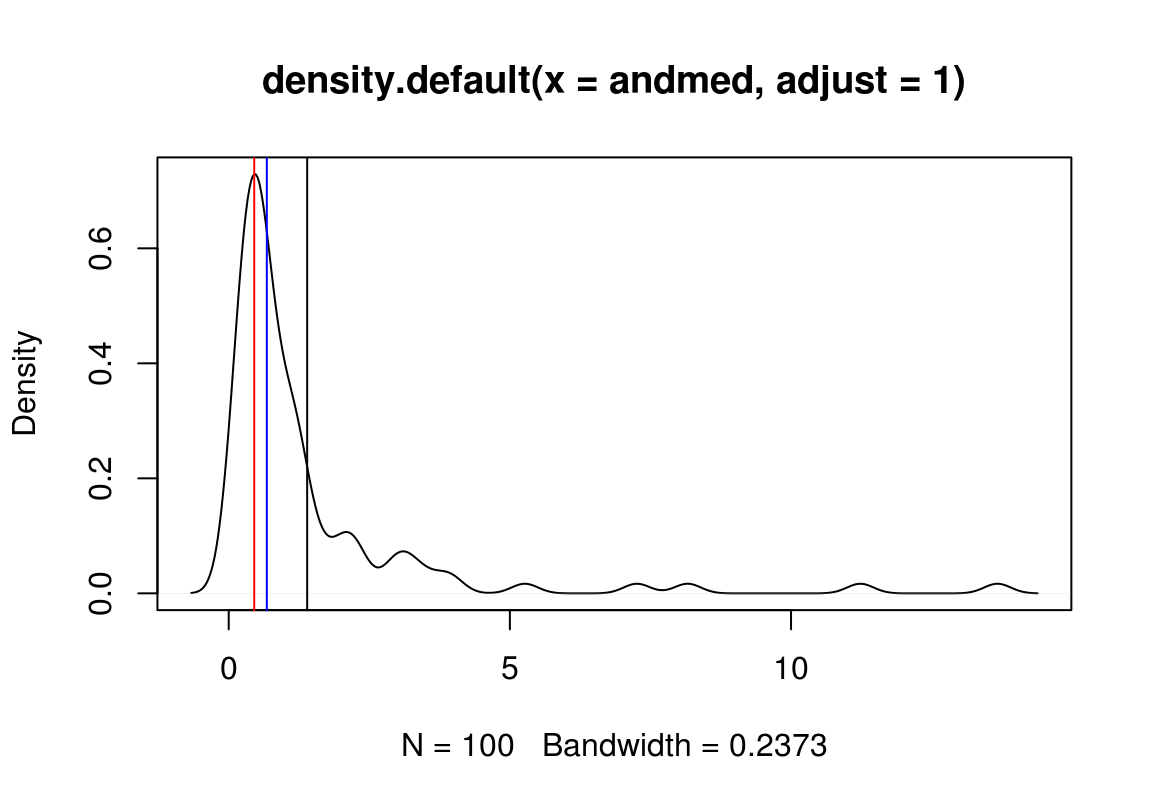 density.default(x = andmed, adjust = 1)
Density
0.0
0.2
0.4
0.6
0
5
10
N = 100   Bandwidth = 0.2373